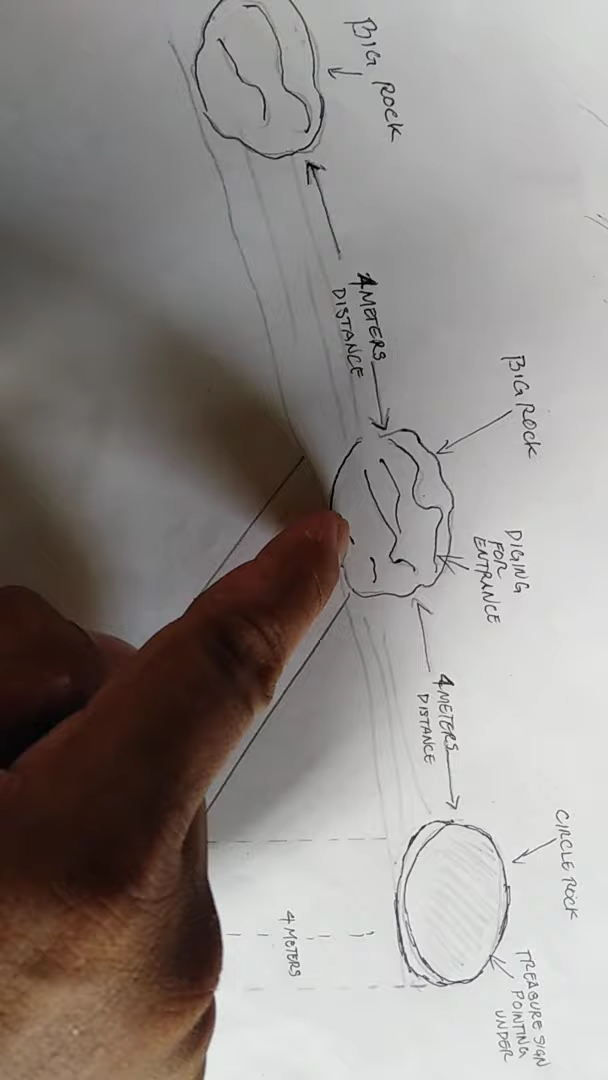 BIG ROCK
4 METERS
DISTANCE
BIG ROCK
DIGING
FOR
ENTRANCE
4 METERS
DISTANCE
CIRCLE ROCK
TREASURE SIGN
POINTING
UNDER
4 METERS